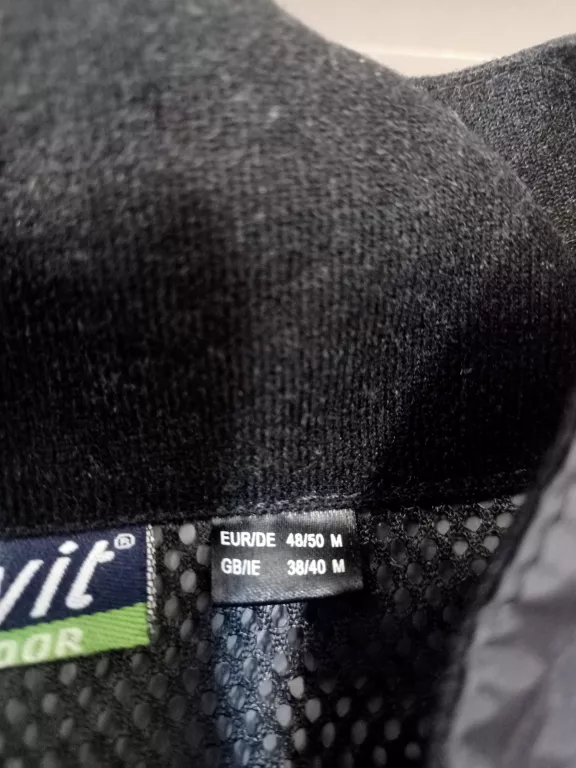 vit®
DOOR
EUR/DE 48/50 M
GB/IE 38/40 M